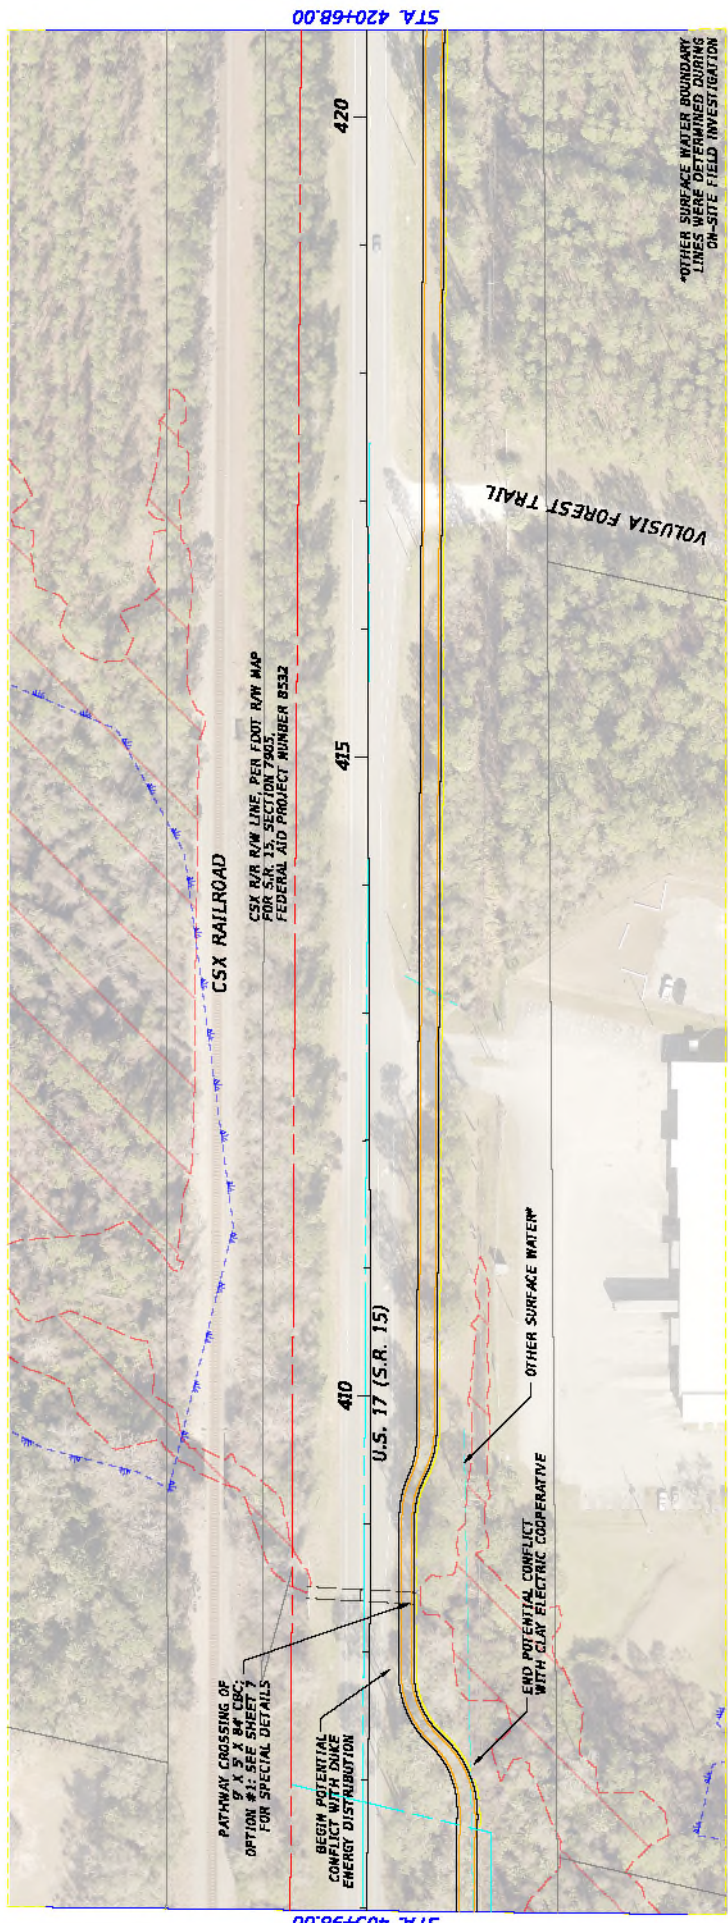 STA. 420+68.00
*OTHER SURFACE WATER BOUNDARY
LINES WERE DETERMINED DURING
ON-SITE FIELD INVESTIGATION
420
VOLUSIA FOREST TRAIL
CSX R/R R/W LINE, PER FDOT R/W MAP
FOR S.R. 15, SECTION 7905,
FEDERAL AID PROJECT NUMBER 8532
415
CSX RAILROAD
U.S. 17 (S.R. 15)
410
OTHER SURFACE WATER*
PATHWAY CROSSING OF
9' X 5' X 84' CBC;
OPTION #1: SEE SHEET 7
FOR SPECIAL DETAILS
BEGIN POTENTIAL
CONFLICT WITH DUKE
ENERGY DISTRIBUTION
END POTENTIAL CONFLICT
WITH CLAY ELECTRIC COOPERATIVE
STA.